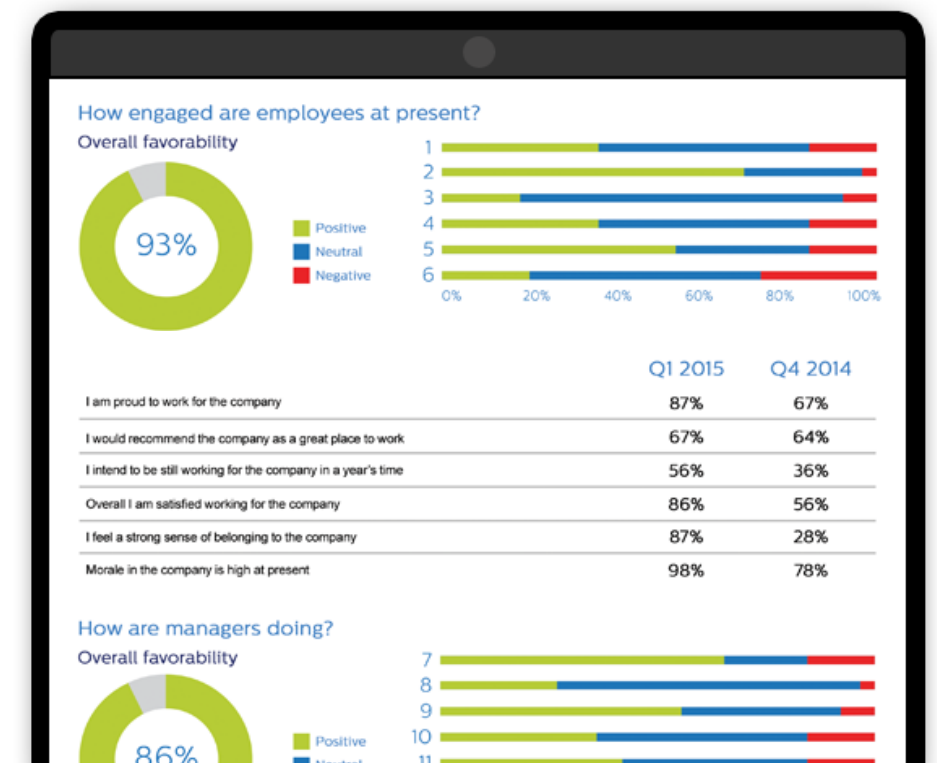 How engaged are employees at present?
Overall favorability
93%
Positive
Neutral
Negative
1
2
3
4
5
6
0% 20% 40% 60% 80% 100%
Q1 2015 Q4 2014
I am proud to work for the company 87% 67%
I would recommend the company as a great place to work 67% 64%
I intend to be still working for the company in a year's time 56% 36%
Overall I am satisfied working for the company 86% 56%
I feel a strong sense of belonging to the company 87% 28%
Morale in the company is high at present 98% 78%
How are managers doing?
Overall favorability
86%
Positive
Neutral
7
8
9
10
11